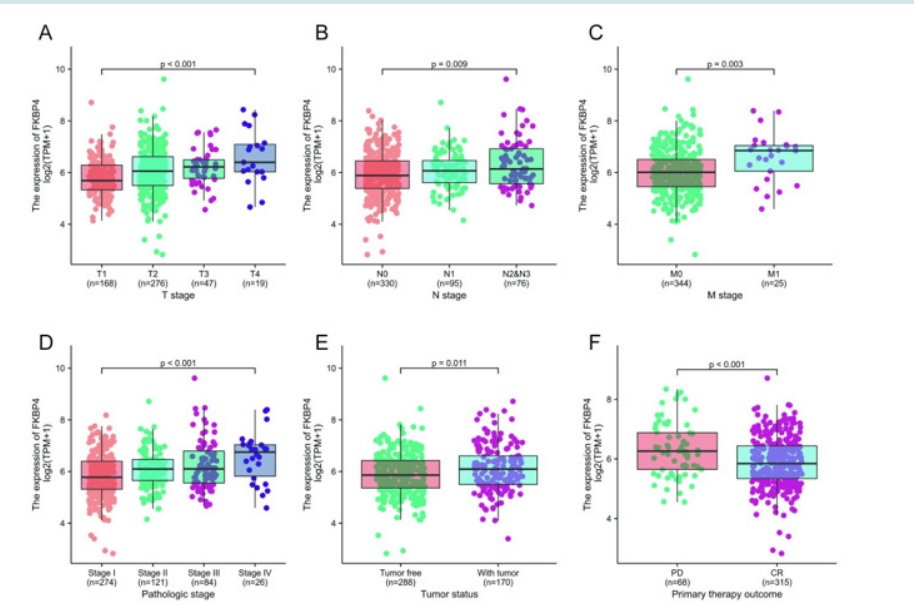 A
The expression of FKBP4
log2(TPM+1)
10
8
6
4
p < 0.001
T1
(n=168)
T2
(n=276)
T3
(n=47)
T4
(n=19)
T stage
B
The expression of FKBP4
log2(TPM+1)
10
8
6
4
p = 0.009
N0
(n=330)
N1
(n=95)
N2&N3
(n=76)
N stage
C
The expression of FKBP4
log2(TPM+1)
10
8
6
4
p = 0.003
M0
(n=344)
M1
(n=25)
M stage
D
The expression of FKBP4
log2(TPM+1)
10
8
6
4
p < 0.001
Stage I
(n=274)
Stage II
(n=121)
Stage III
(n=84)
Stage IV
(n=26)
Pathologic stage
E
The expression of FKBP4
log2(TPM+1)
10
8
6
4
p = 0.011
Tumor free
(n=288)
With tumor
(n=170)
Tumor status
F
The expression of FKBP4
log2(TPM+1)
8
6
4
p < 0.001
PD
(n=68)
CR
(n=315)
Primary therapy outcome